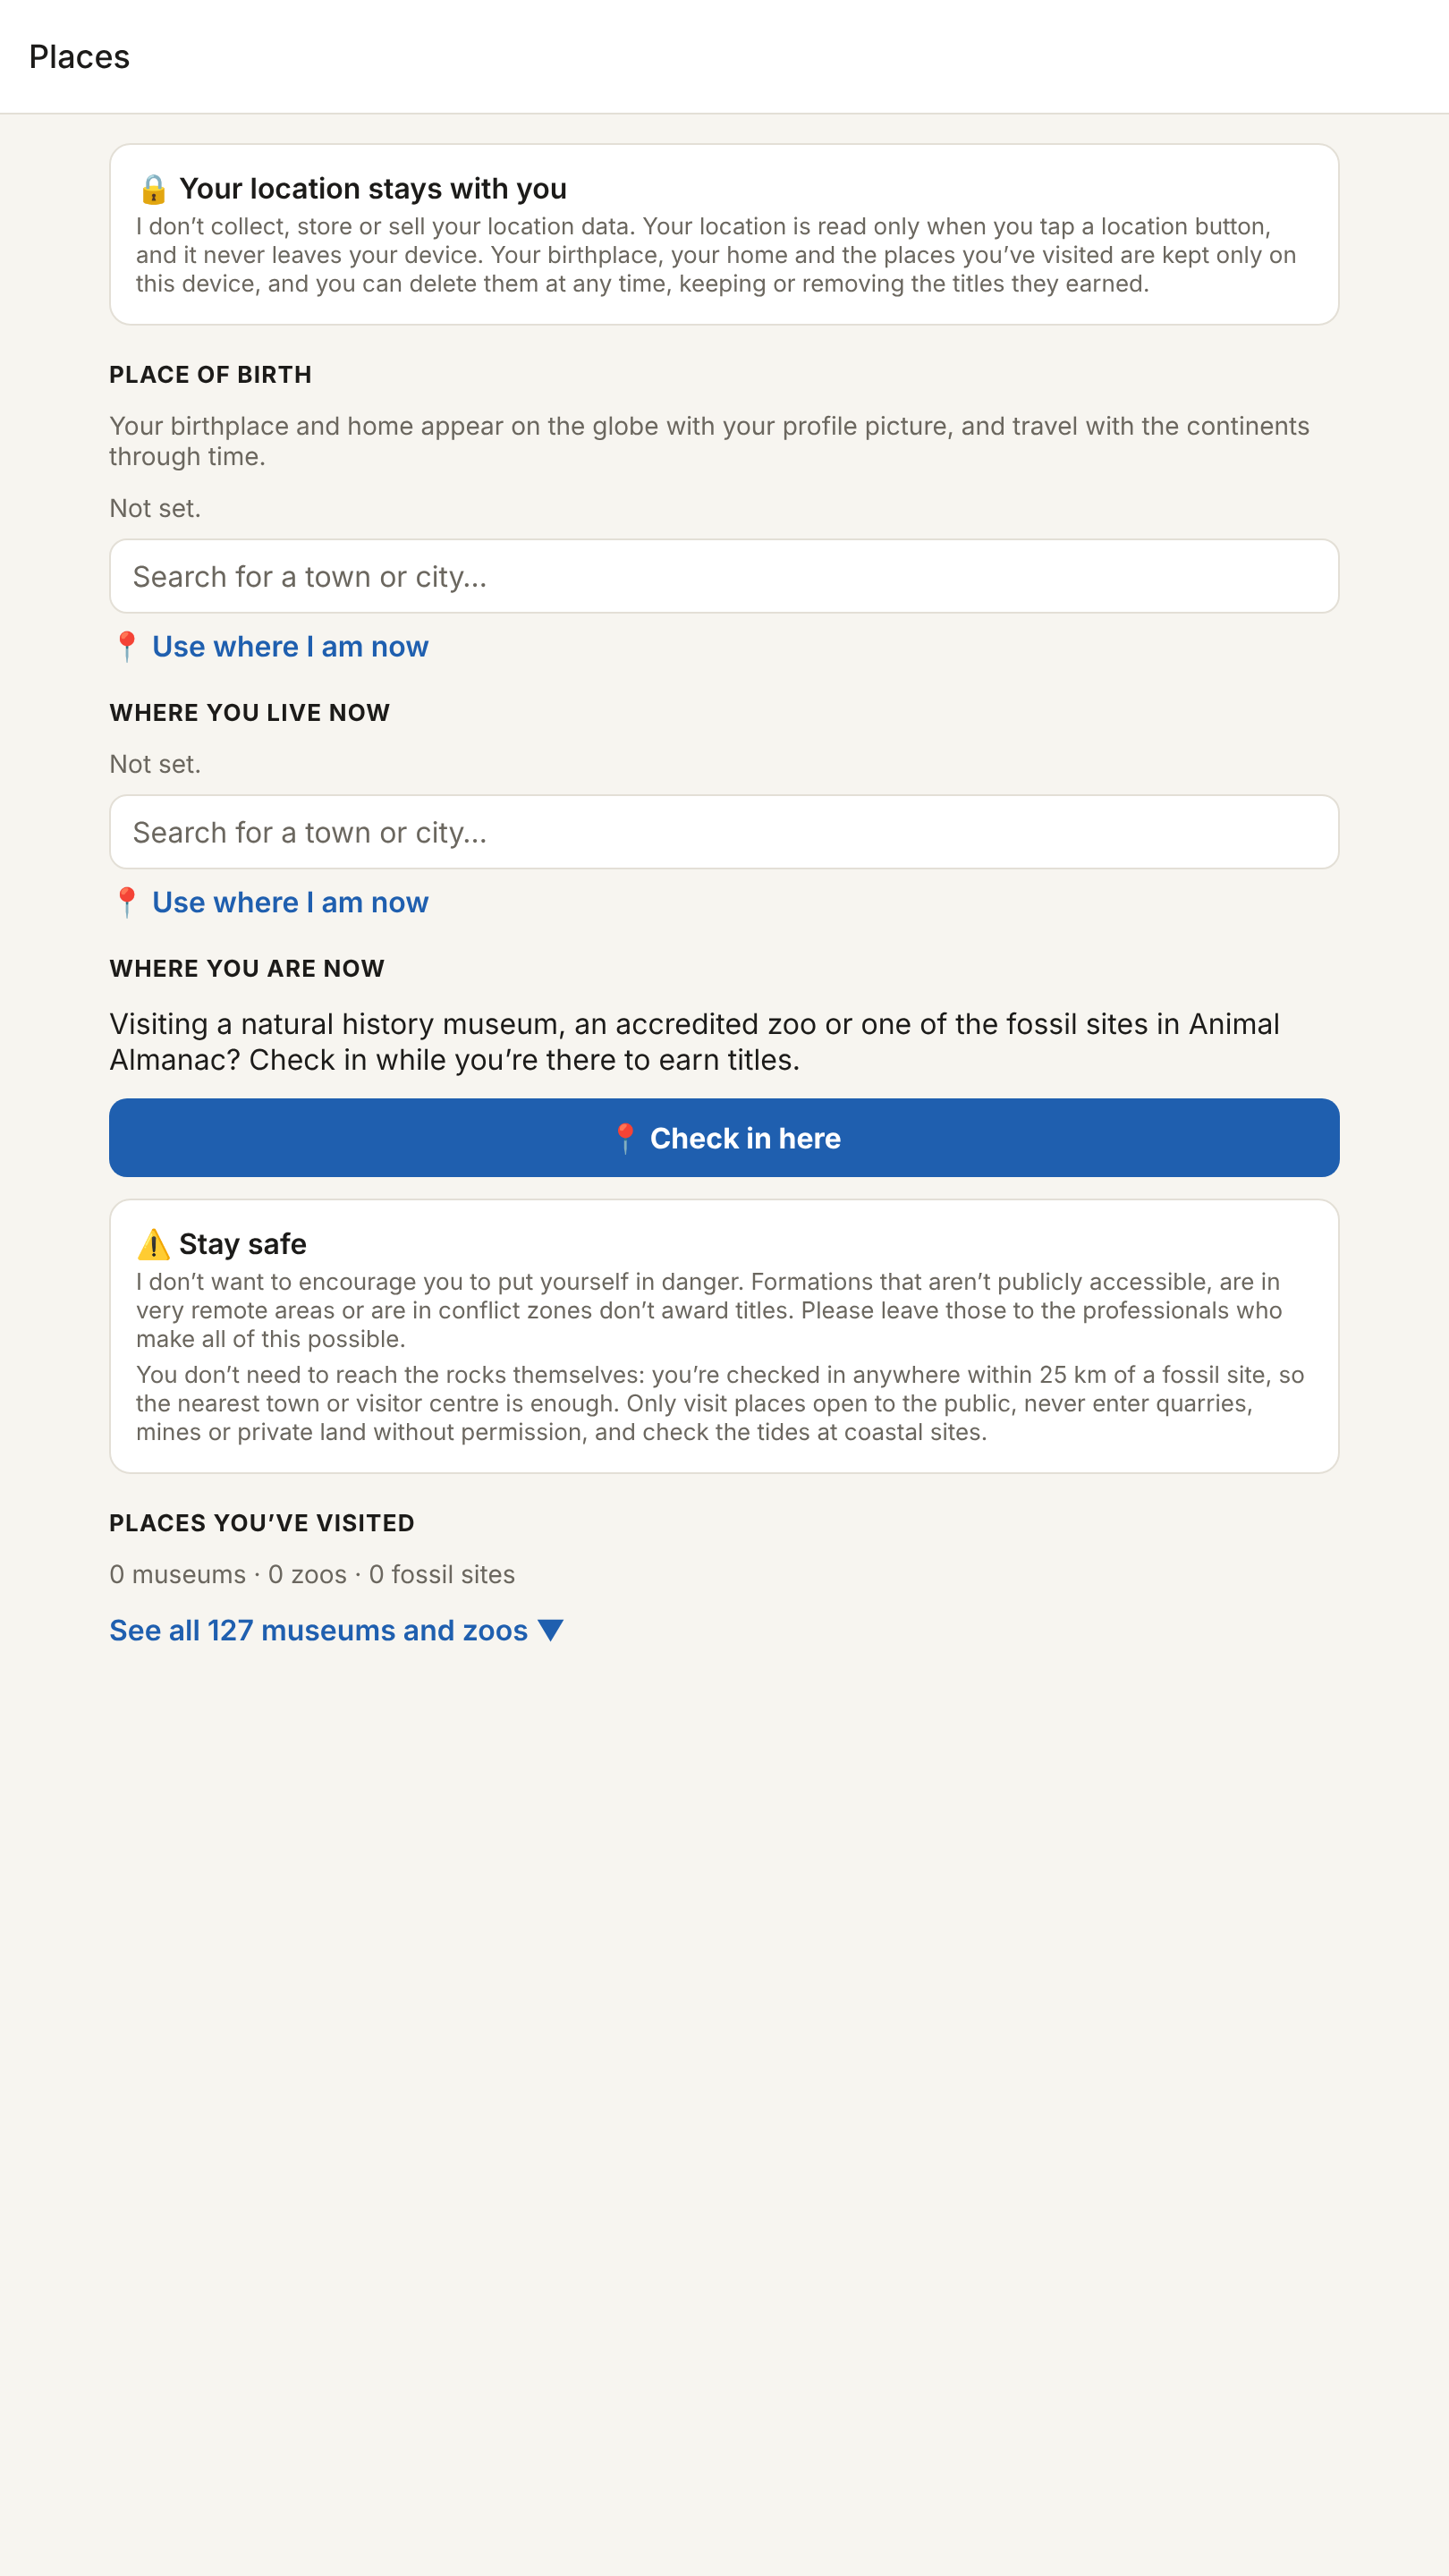 Places
🔒 Your location stays with you
I don’t collect, store or sell your location data. Your location is read only when you tap a location button,
and it never leaves your device. Your birthplace, your home and the places you’ve visited are kept only on
this device, and you can delete them at any time, keeping or removing the titles they earned.
PLACE OF BIRTH
Your birthplace and home appear on the globe with your profile picture, and travel with the continents
through time.
Not set.
Search for a town or city…
📍 Use where I am now
WHERE YOU LIVE NOW
Not set.
Search for a town or city…
📍 Use where I am now
WHERE YOU ARE NOW
Visiting a natural history museum, an accredited zoo or one of the fossil sites in Animal
Almanac? Check in while you’re there to earn titles.
📍 Check in here
⚠️ Stay safe
I don’t want to encourage you to put yourself in danger. Formations that aren’t publicly accessible, are in
very remote areas or are in conflict zones don’t award titles. Please leave those to the professionals who
make all of this possible.
You don’t need to reach the rocks themselves: you’re checked in anywhere within 25 km of a fossil site, so
the nearest town or visitor centre is enough. Only visit places open to the public, never enter quarries,
mines or private land without permission, and check the tides at coastal sites.
PLACES YOU’VE VISITED
0 museums · 0 zoos · 0 fossil sites
See all 127 museums and zoos ▼